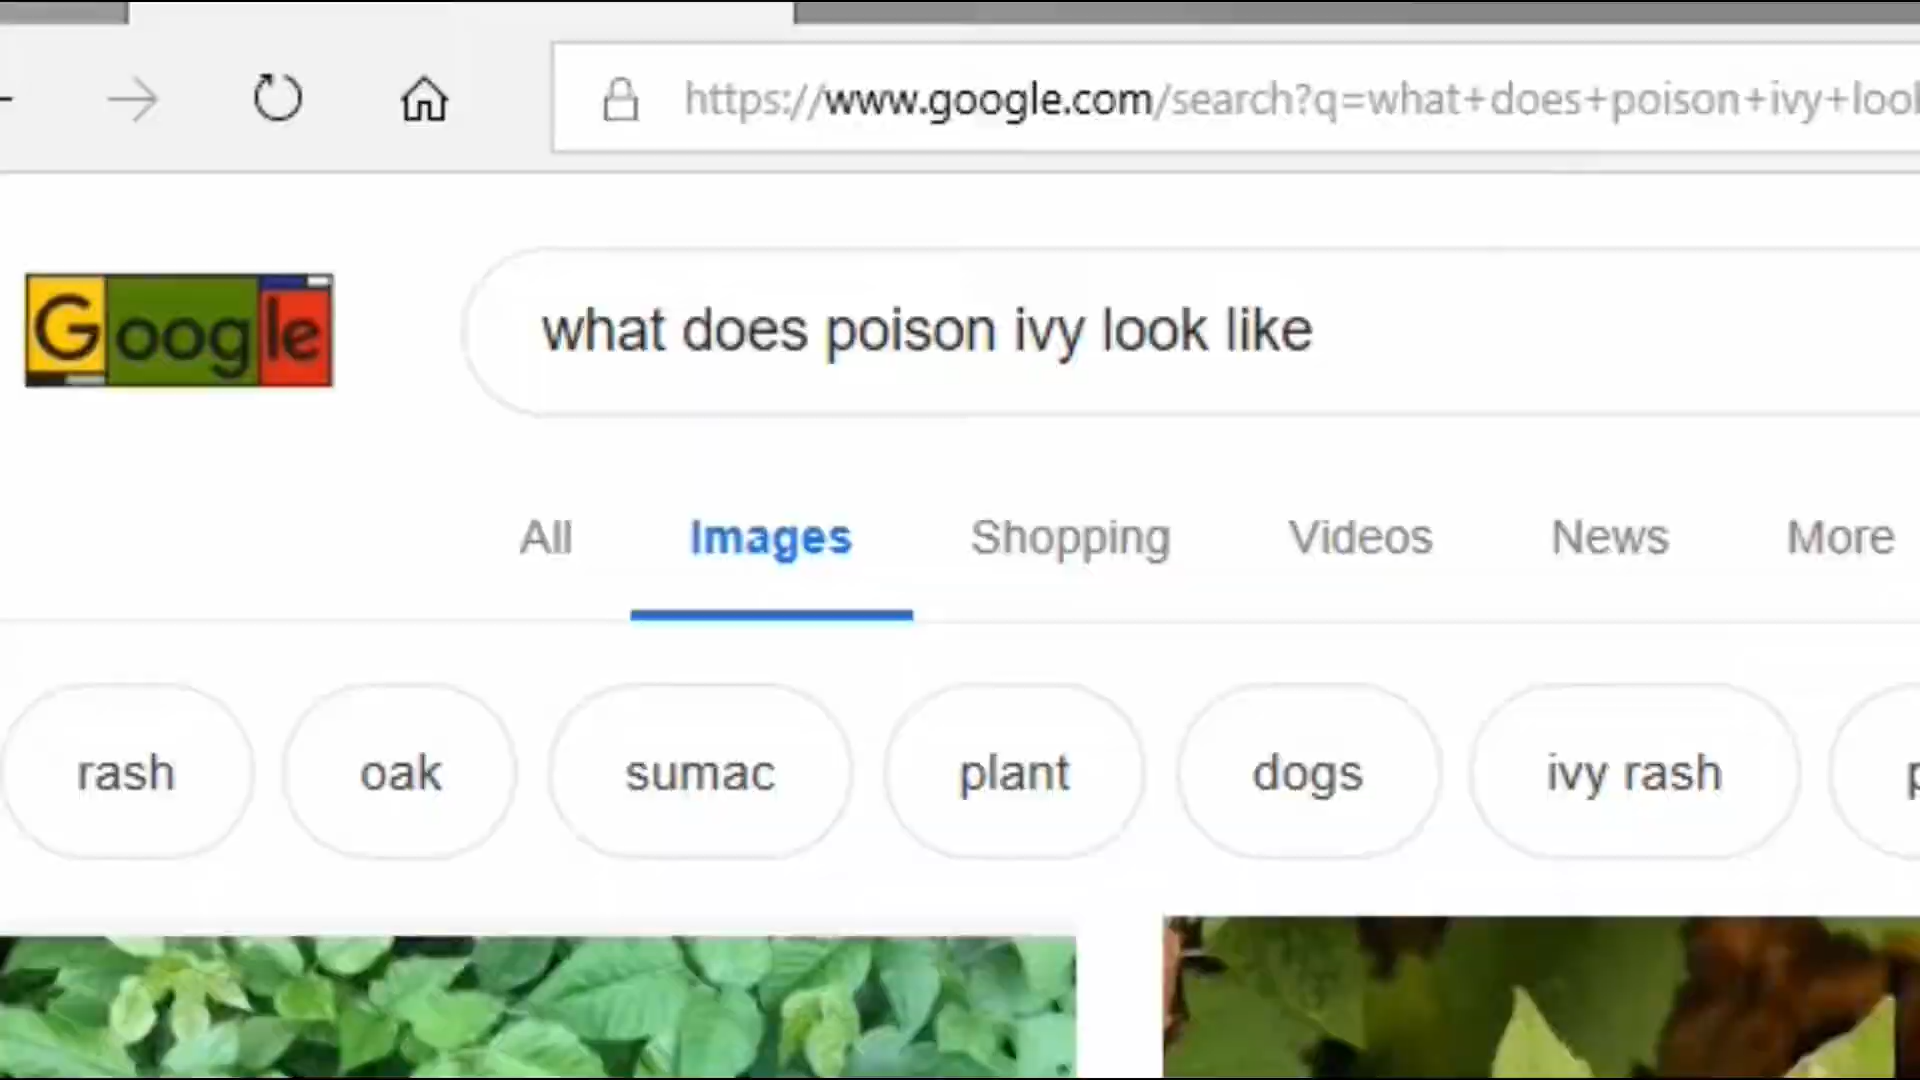 https://www.google.com/search?q=what+does+poison+ivy+look
Google
what does poison ivy look like
All Images Shopping Videos News More
rash oak sumac plant dogs ivy rash p